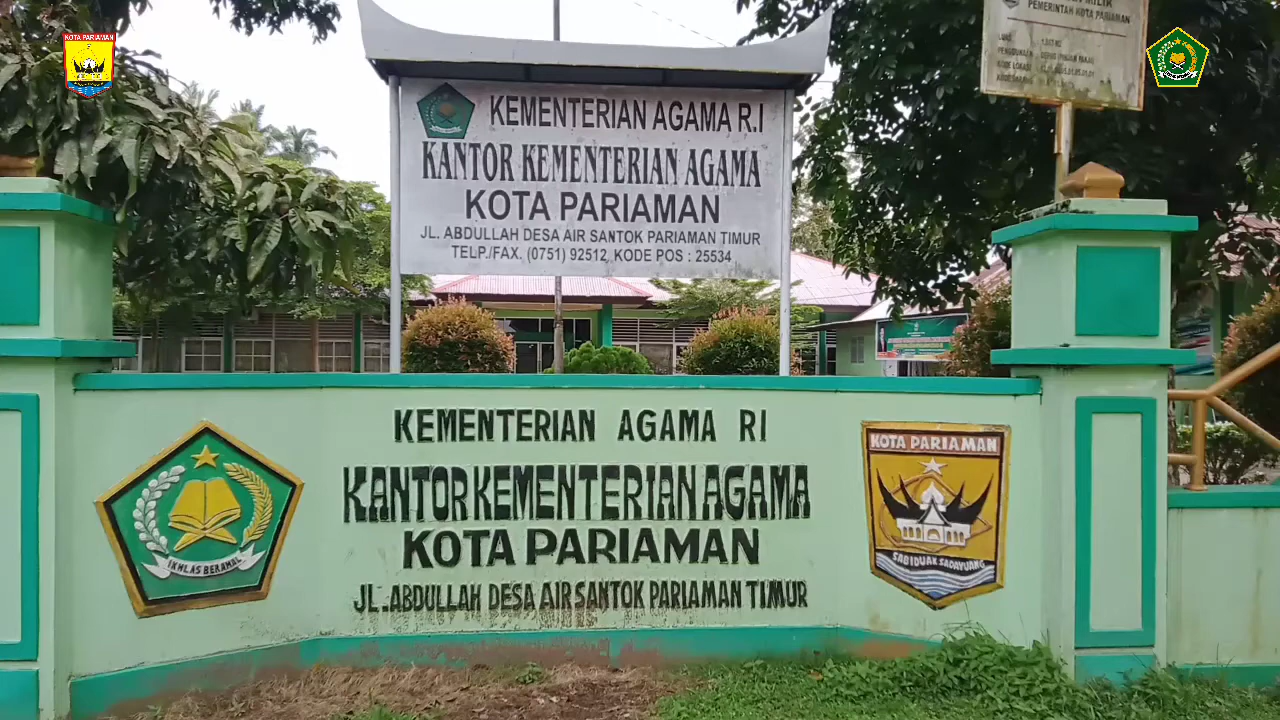 KOTA PARIAMAN
MILIK
PEMERINTAH KOTA PARIAMAN
KEMENTERIAN AGAMA R.I
KANTOR KEMENTERIAN AGAMA
KOTA PARIAMAN
JL. ABDULLAH DESA AIR SANTOK PARIAMAN TIMUR
TELP./FAX. (0751) 92512, KODE POS : 25534
KEMENTERIAN AGAMA RI
KANTOR KEMENTERIAN AGAMA
KOTA PARIAMAN
JL. ABDULLAH DESA AIR SANTOK PARIAMAN TIMUR
IKHLAS BERAMAL
KOTA PARIAMAN
SABIDUAK SADAYUANG